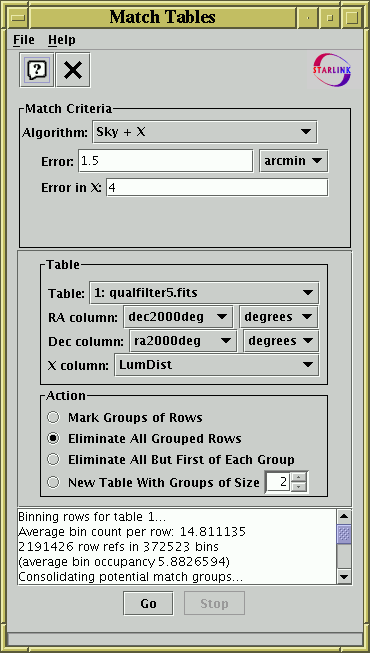 Match Tables
File Help
STARLINK
Match Criteria
Algorithm: Sky + X
Error: 1.5 arcmin
Error in X: 4
Table
Table: 1: qualfilter5.fits
RA column: dec2000deg degrees
Dec column: ra2000deg degrees
X column: LumDist
Action
Mark Groups of Rows
Eliminate All Grouped Rows
Eliminate All But First of Each Group
New Table With Groups of Size 2
Binning rows for table 1...
Average bin count per row: 14.811135
2191426 row refs in 372523 bins
(average bin occupancy 5.8826594)
Consolidating potential match groups...
Go Stop